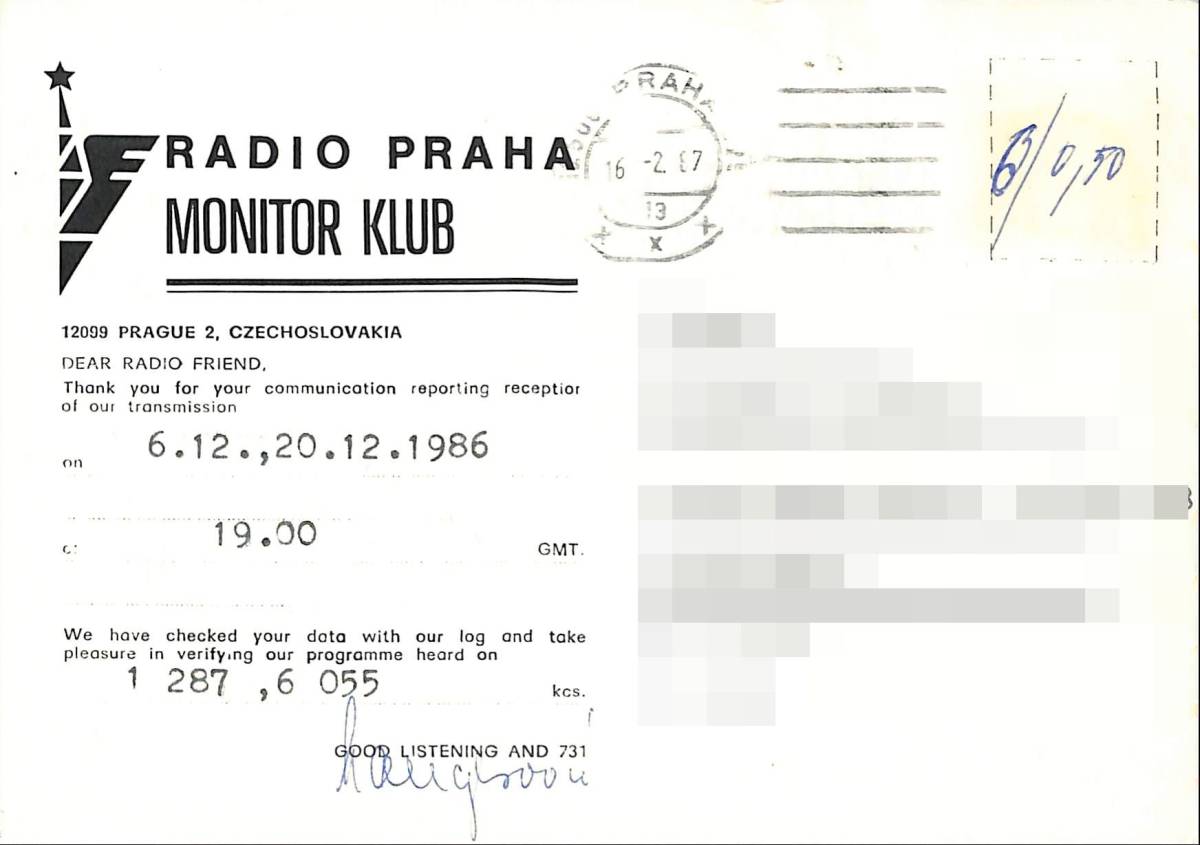 RADIO PRAHA
MONITOR KLUB
PRAHA
16 -2. 87
13
x x x
6/0,50
12099 PRAGUE 2, CZECHOSLOVAKIA
DEAR RADIO FRIEND,
Thank you for your communication reporting reception
of our transmission
on 6.12.,20.12.1986
19.00 GMT.
We have checked your data with our log and take
pleasure in verifying our programme heard on
1 287 ,6 055 kcs.
GOOD LISTENING AND 731